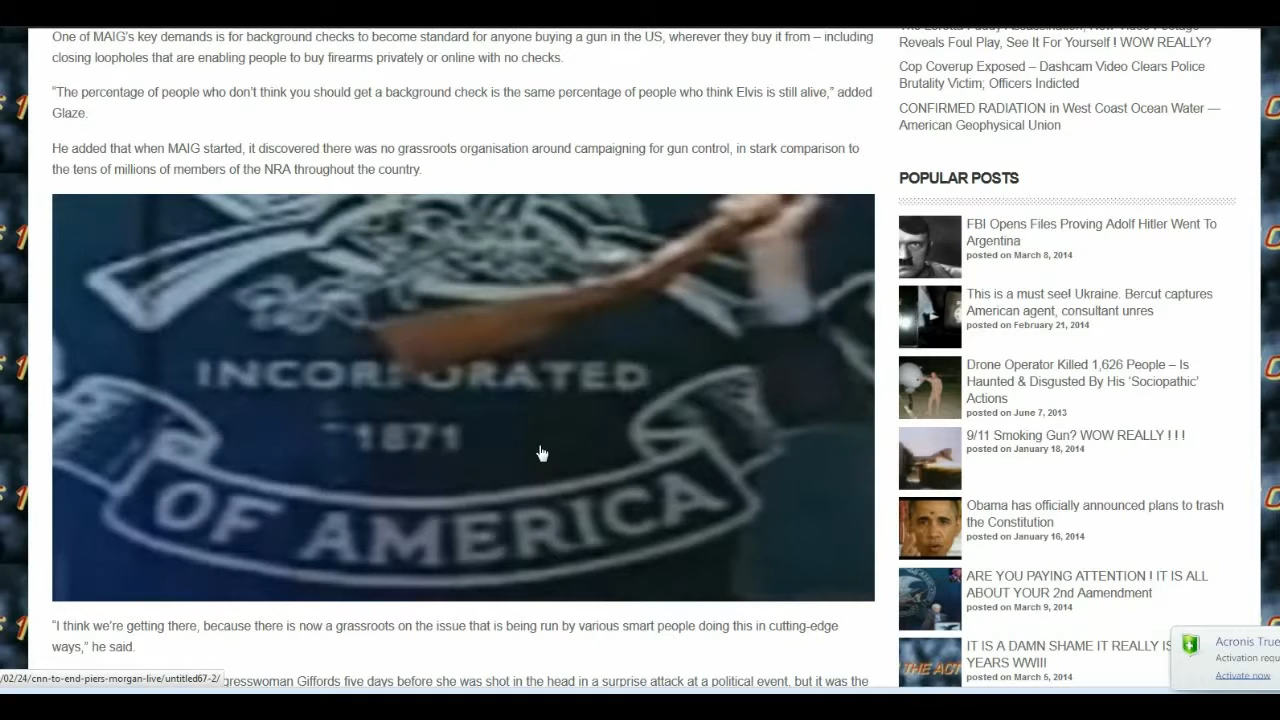 One of MAIG's key demands is for background checks to become standard for anyone buying a gun in the US, wherever they buy it from – including
closing loopholes that are enabling people to buy firearms privately or online with no checks.
“The percentage of people who don't think you should get a background check is the same percentage of people who think Elvis is still alive,” added
Glaze.
He added that when MAIG started, it discovered there was no grassroots organisation around campaigning for gun control, in stark comparison to
the tens of millions of members of the NRA throughout the country.
INCORPORATED
1871
OF AMERICA
“I think we're getting there, because there is now a grassroots on the issue that is being run by various smart people doing this in cutting-edge
ways,” he said.
Giffords five days before she was shot in the head in a surprise attack at a political event, but it was the
/02/24/cnn-to-end-piers-morgan-live/untitled67-2/
Reveals Foul Play, See It For Yourself ! WOW REALLY?
Cop Coverup Exposed – Dashcam Video Clears Police
Brutality Victim; Officers Indicted
CONFIRMED RADIATION in West Coast Ocean Water —
American Geophysical Union
POPULAR POSTS
FBI Opens Files Proving Adolf Hitler Went To
Argentina
posted on March 8, 2014
This is a must see! Ukraine. Bercut captures
American agent, consultant unres
posted on February 21, 2014
Drone Operator Killed 1,626 People – Is
Haunted & Disgusted By His ‘Sociopathic’
Actions
posted on June 7, 2013
9/11 Smoking Gun? WOW REALLY ! ! !
posted on January 18, 2014
Obama has officially announced plans to trash
the Constitution
posted on January 16, 2014
ARE YOU PAYING ATTENTION ! IT IS ALL
ABOUT YOUR 2nd Aamendment
posted on March 9, 2014
IT IS A DAMN SHAME IT REALLY IS
YEARS WWIII
posted on March 5, 2014
THE ACT
Acronis True
Activation requ
Activate now